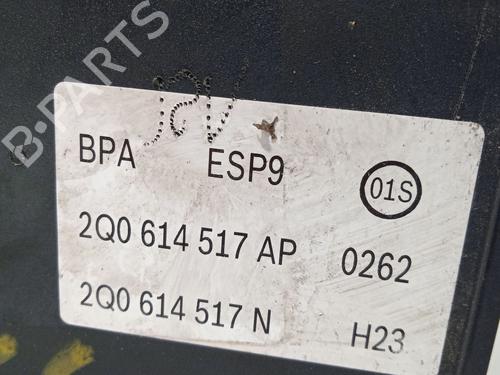 B-PARTS
BPA ESP9 01S
2Q0 614 517 AP 0262
2Q0 614 517 N H23